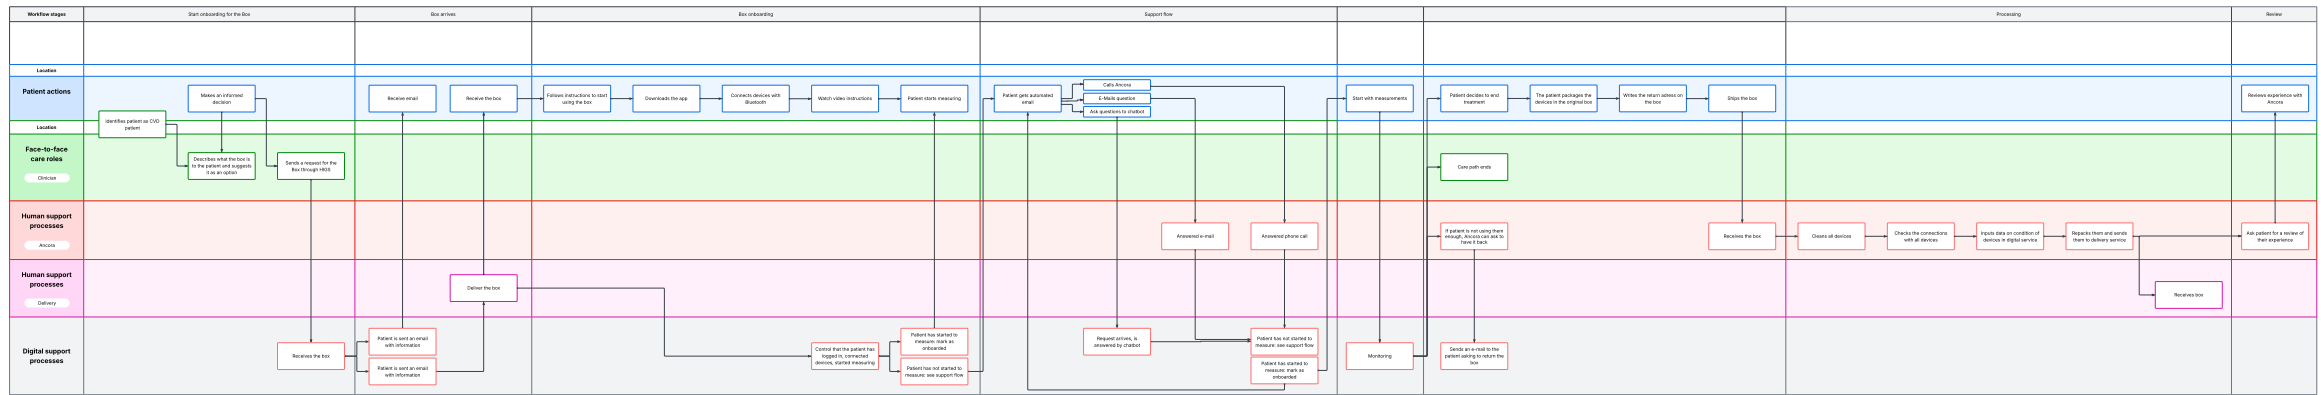 Workflow stages
Start onboarding for the Box
Box arrives
Box onboarding
Support flow
Processing
Review
Location
Patient actions
Makes an informed
decision
Receive email
Receive the box
Follows instructions to start
using the box
Downloads the app
Connects devices with
Bluetooth
Watch video instructions
Patient starts measuring
Patient gets automated
email
Calls Ancora
E-Mails question
Ask questions to chatbot
Start with measurements
Patient decides to end
treatment
The patient packages the
devices in the original box
Writes the return adress on
the box
Ships the box
Reviews experience with
Ancora
Identifies patient as CVD
patient
Location
Face-to-face
care roles
Clinician
Describes what the box is
to the patient and suggests
it as an option
Sends a request for the
Box through HIGS
Care path ends
Human support
processes
Ancora
Answered e-mail
Answered phone call
If patient is not using them
enough, Ancora can ask to
have it back
Receives the box
Cleans all devices
Checks the connections
with all devices
Inputs data on condition of
devices in digital service
Repacks them and sends
them to delivery service
Ask patient for a review of
their experience
Human support
processes
Delivery
Deliver the box
Receives box
Digital support
processes
Receives the box
Patient is sent an email
with information
Patient is sent an email
with information
Control that the patient has
logged in, connected
devices, started measuring
Patient has started to
measure: mark as
onboarded
Patient has not started to
measure: see support flow
Request arrives, is
answered by chatbot
Patient has not started to
measure: see support flow
Patient has started to
measure: mark as
onboarded
Monitoring
Sends an e-mail to the
patient asking to return the
box